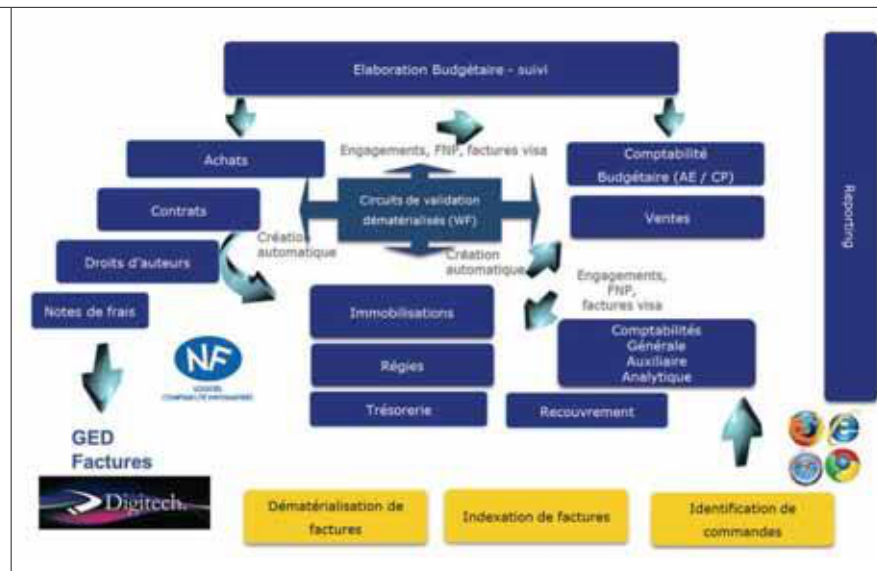 Elaboration Budgétaire - suivi
Achats
Engagements, FNP, factures visa
Comptabilité
Budgétaire (AE / CP)
Contrats
Circuits de validation
dématérialisés (WF)
Ventes
Reporting
Création
automatique
Création
automatique
Droits d'auteurs
Engagements,
FNP,
factures visa
Notes de frais
Immobilisations
Comptabilités
Générale
Auxiliaire
Analytique
NF
LOGICIEL
Régies
Trésorerie
Recouvrement
GED
Factures
Digitech.
Dématérialisation de
factures
Indexation de factures
Identification de
commandes